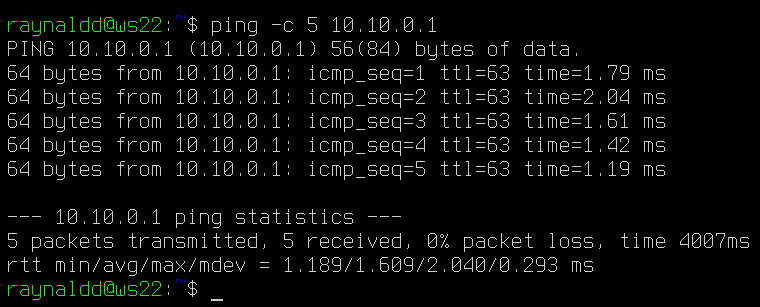 raynaldd@ws22:~$ ping -c 5 10.10.0.1
PING 10.10.0.1 (10.10.0.1) 56(84) bytes of data.
64 bytes from 10.10.0.1: icmp_seq=1 ttl=63 time=1.79 ms
64 bytes from 10.10.0.1: icmp_seq=2 ttl=63 time=2.04 ms
64 bytes from 10.10.0.1: icmp_seq=3 ttl=63 time=1.61 ms
64 bytes from 10.10.0.1: icmp_seq=4 ttl=63 time=1.42 ms
64 bytes from 10.10.0.1: icmp_seq=5 ttl=63 time=1.19 ms

--- 10.10.0.1 ping statistics ---
5 packets transmitted, 5 received, 0% packet loss, time 4007ms
rtt min/avg/max/mdev = 1.189/1.609/2.040/0.293 ms
raynaldd@ws22:~$ _